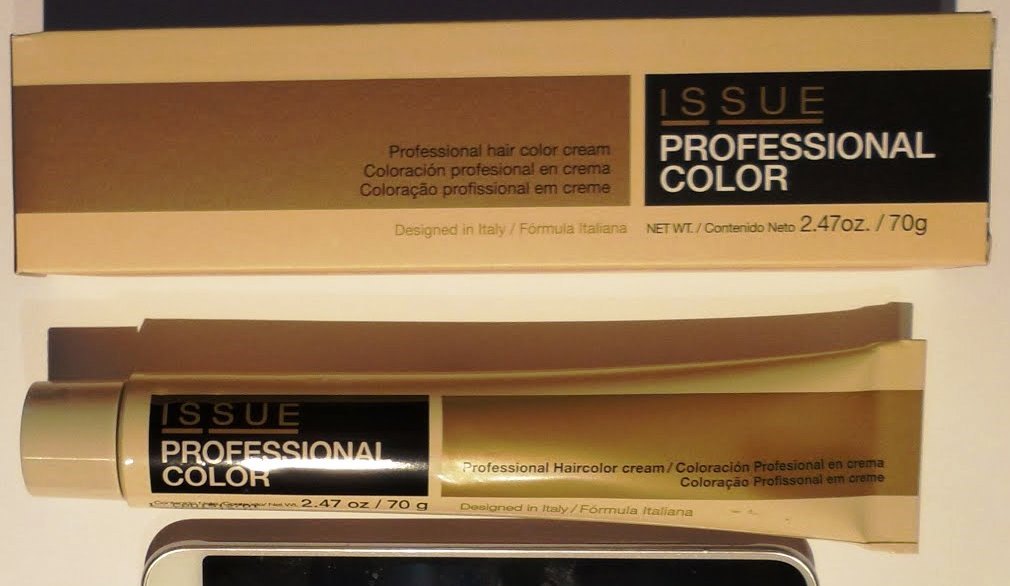 ISSUE
PROFESSIONAL
COLOR
Professional hair color cream
Coloración profesional en crema
Coloração profissional em creme
Designed in Italy / Fórmula Italiana
NET WT. / Contenido Neto 2.47oz. / 70g
ISSUE
PROFESSIONAL
COLOR
2.47 oz / 70 g
Professional Haircolor cream / Coloración Profesional en crema
Coloração Profissonal em creme
Designed in Italy / Fórmula Italiana